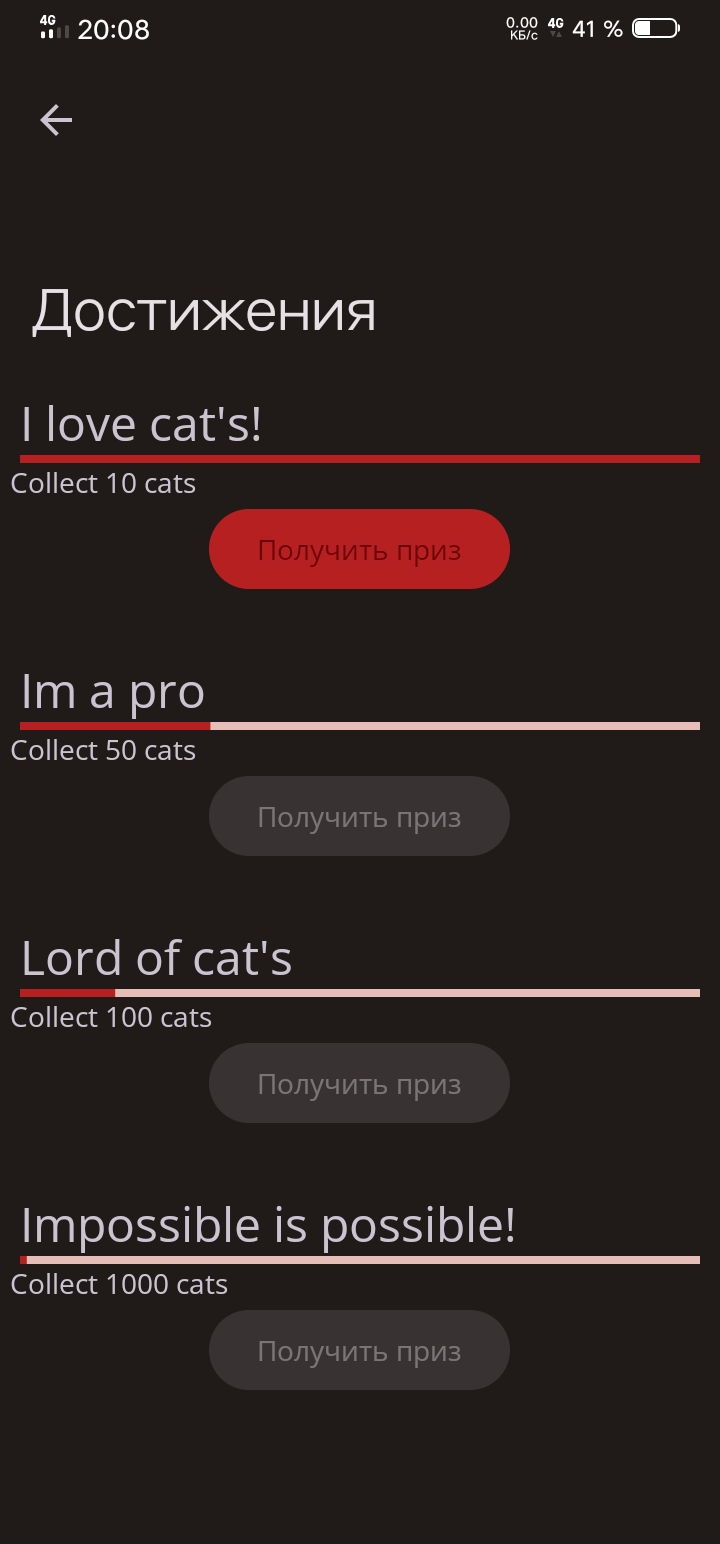 4G 20:08 0.00 КБ/с 4G 41 %
Достижения
I love cat's!
Collect 10 cats
Получить приз
Im a pro
Collect 50 cats
Получить приз
Lord of cat's
Collect 100 cats
Получить приз
Impossible is possible!
Collect 1000 cats
Получить приз